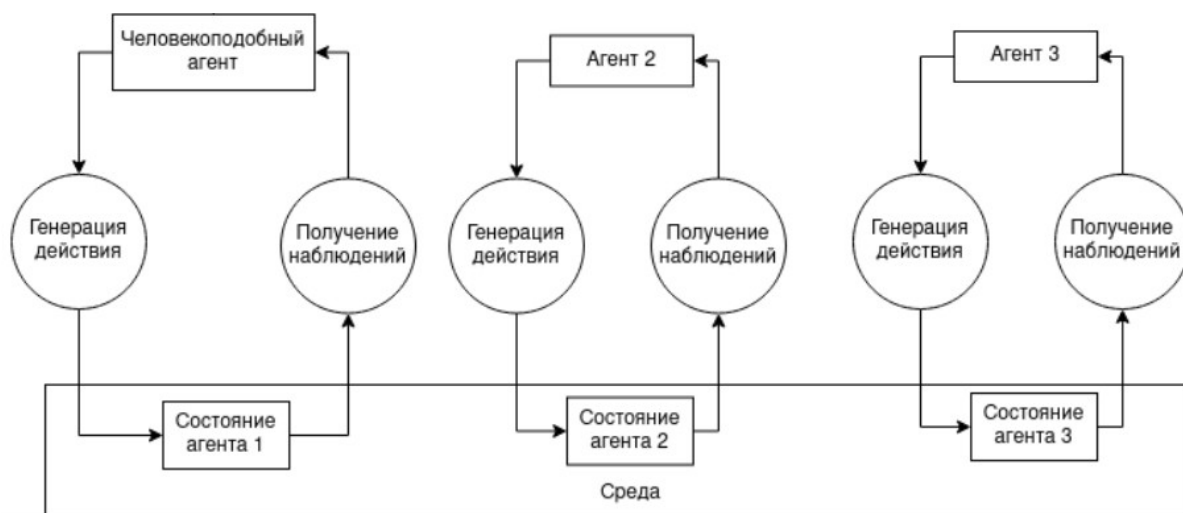 Человекоподобный
агент
Агент 2
Агент 3
Генерация
действия
Получение
наблюдений
Генерация
действия
Получение
наблюдений
Генерация
действия
Получение
наблюдений
Состояние
агента 1
Состояние
агента 2
Состояние
агента 3
Среда